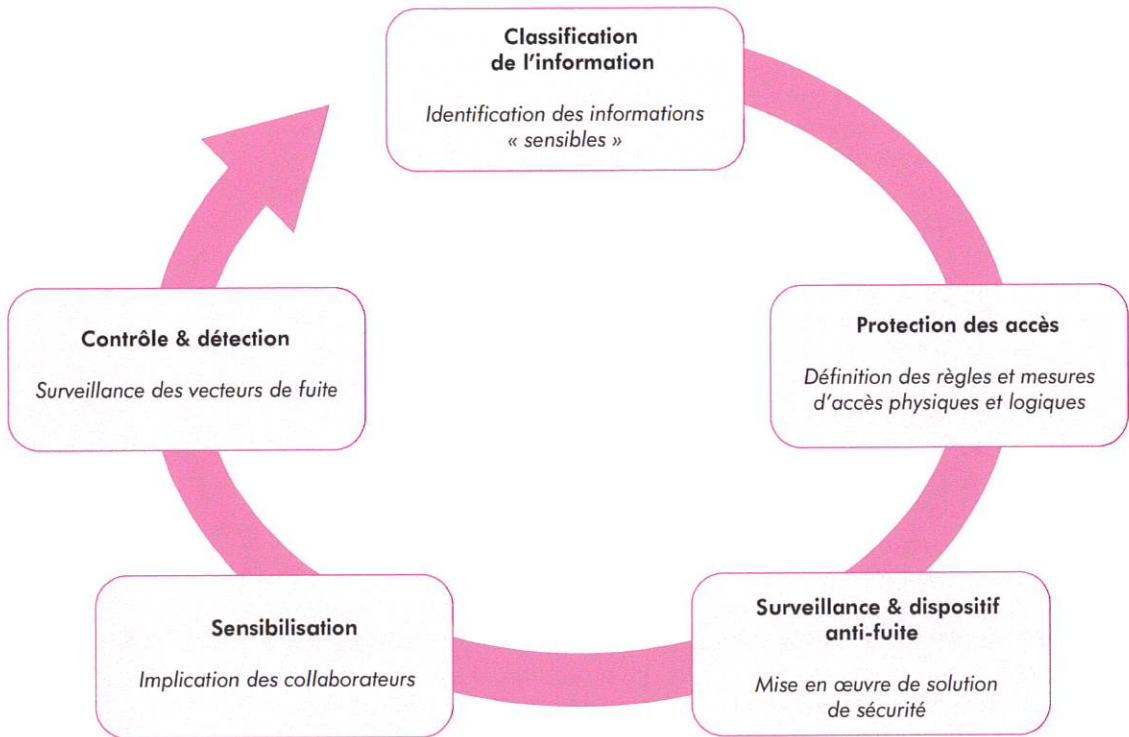 Classification
de l'information
Identification des informations
« sensibles »
Protection des accès
Définition des règles et mesures
d'accès physiques et logiques
Surveillance & dispositif
anti-fuite
Mise en œuvre de solution
de sécurité
Sensibilisation
Implication des collaborateurs
Contrôle & détection
Surveillance des vecteurs de fuite